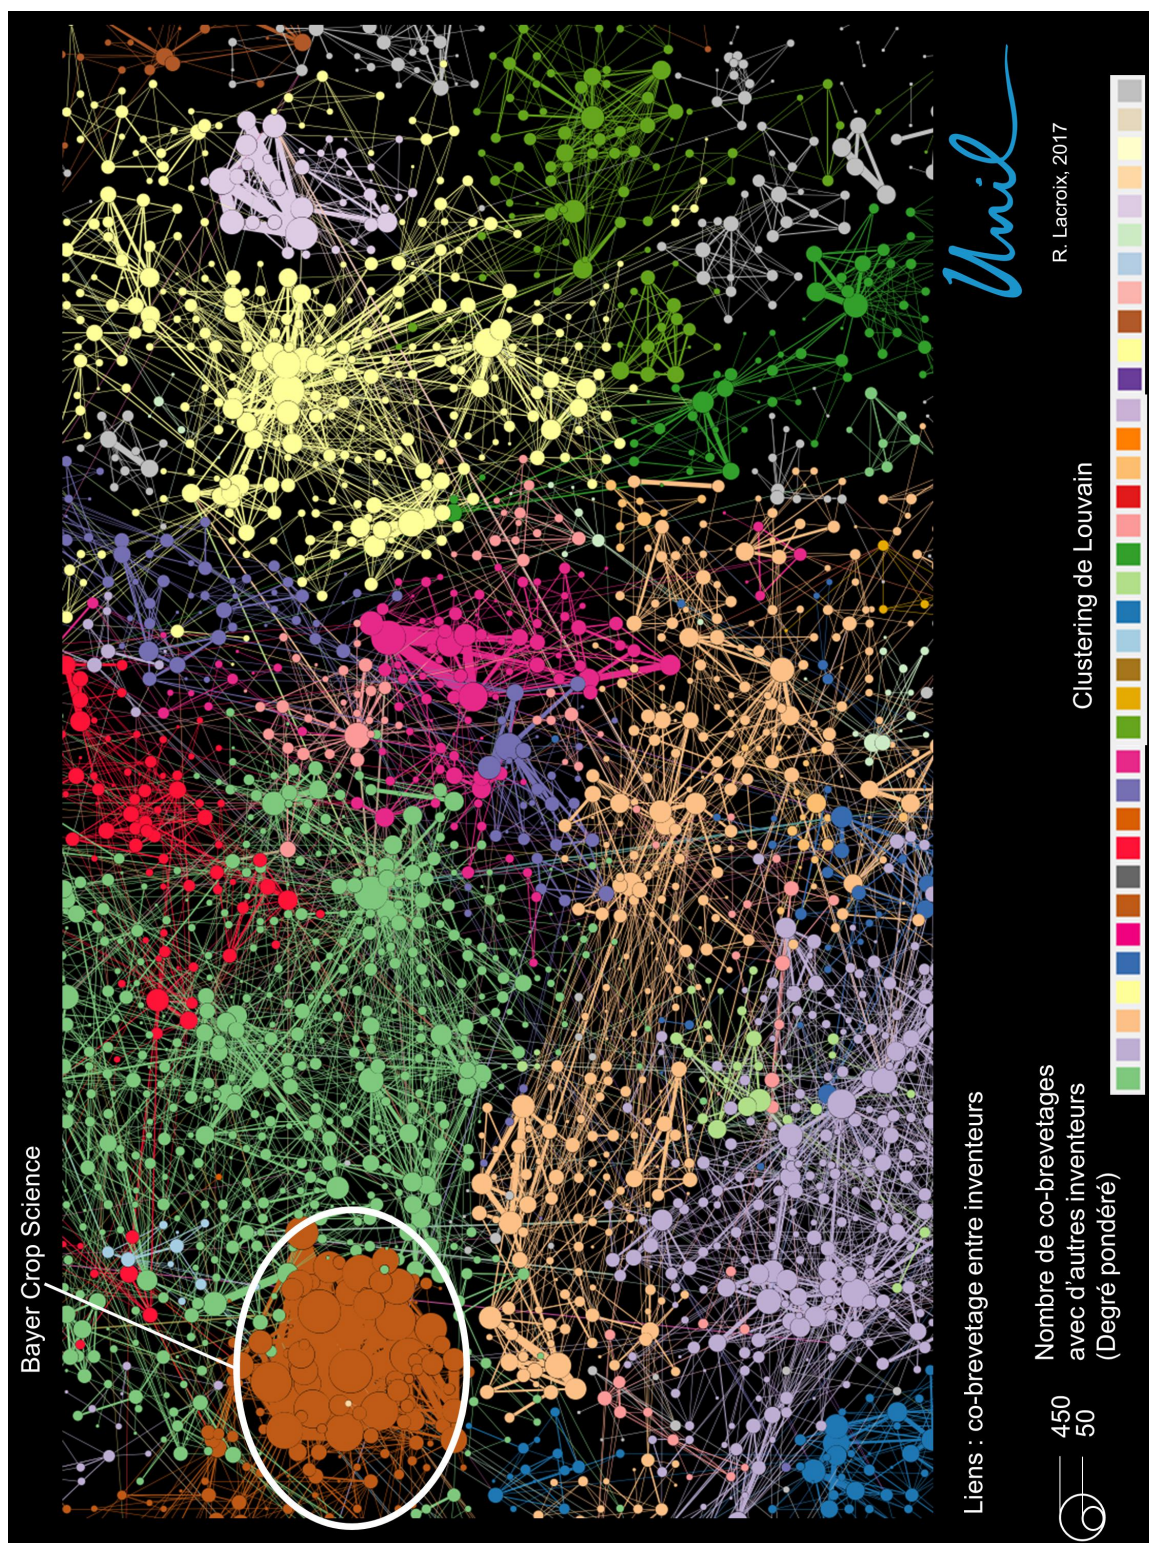 Bayer Crop Science
Liens : co-brevetage entre inventeurs
Unil
450
50
Nombre de co-brevetages
avec d'autres inventeurs
(Degré pondéré)
Clustering de Louvain
R. Lacroix, 2017